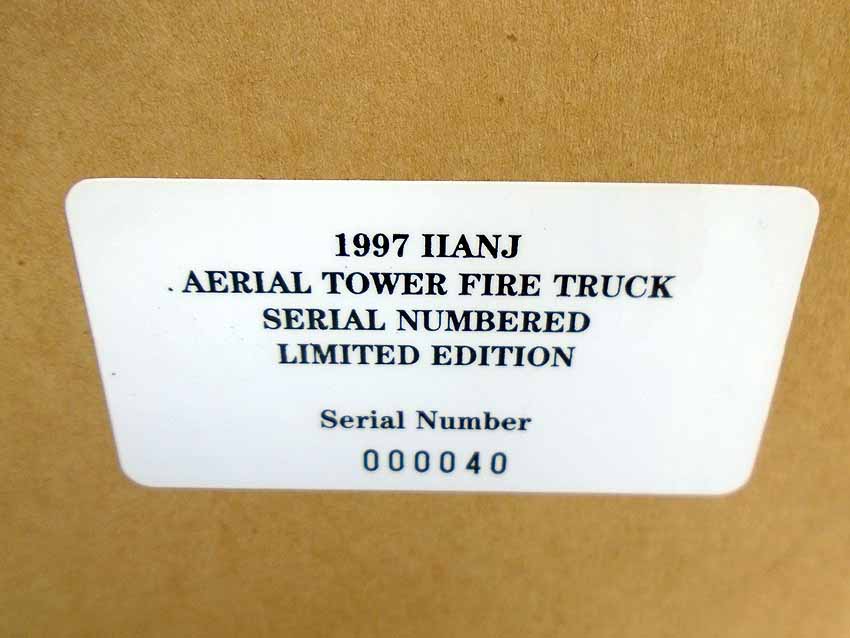 1997 IIANJ
AERIAL TOWER FIRE TRUCK
SERIAL NUMBERED
LIMITED EDITION
Serial Number
000040